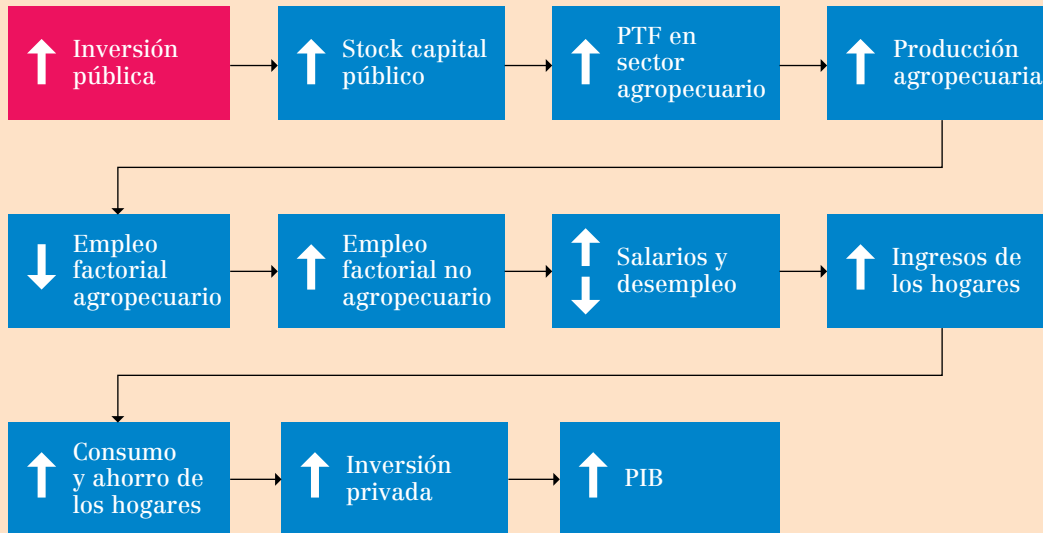 Inversión
pública
Stock capital
público
PTF en
sector
agropecuario
Producción
agropecuaria
Empleo
factorial
agropecuario
Empleo
factorial no
agropecuario
Salarios y
desempleo
Ingresos de
los hogares
Consumo
y ahorro de
los hogares
Inversión
privada
PIB